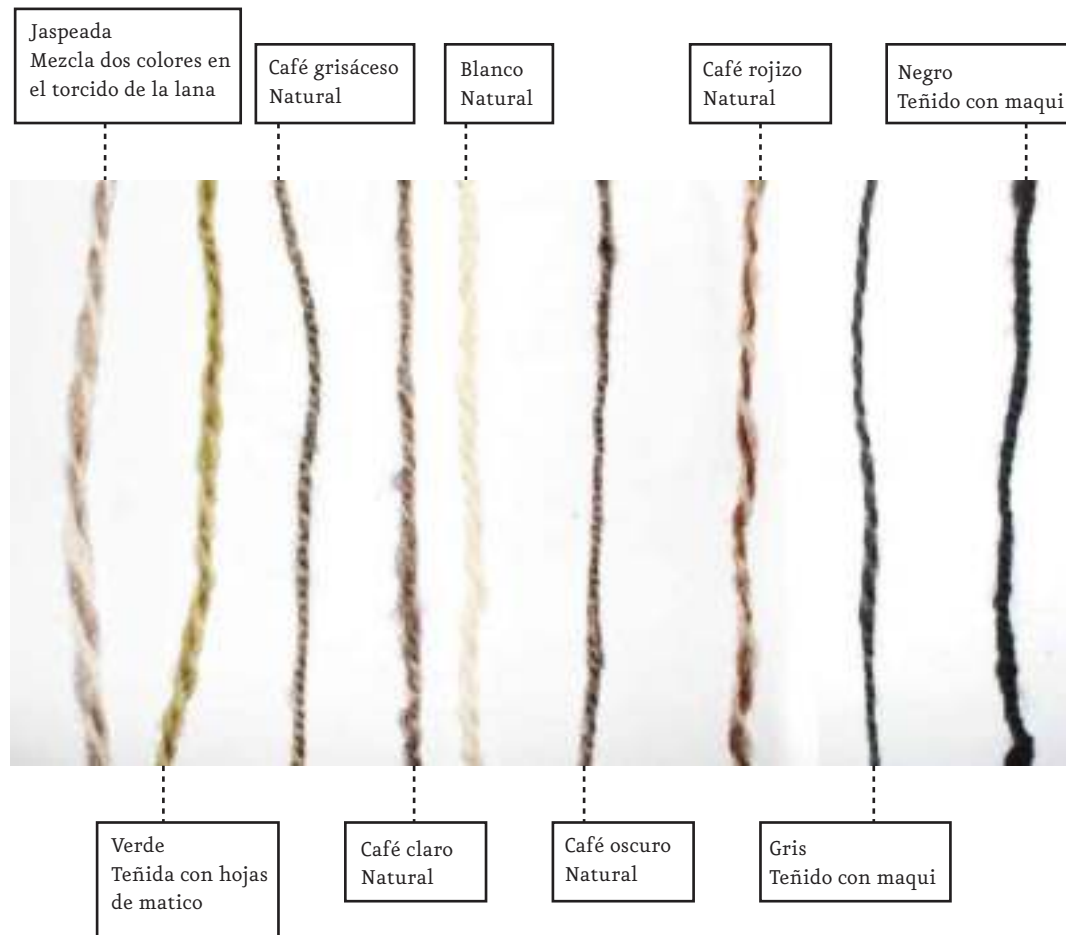 Jaspeada
Mezcla dos colores en
el torcido de la lana
Café grisáceso
Natural
Blanco
Natural
Café rojizo
Natural
Negro
Teñido con maqui
Verde
Teñida con hojas
de matico
Café claro
Natural
Café oscuro
Natural
Gris
Teñido con maqui